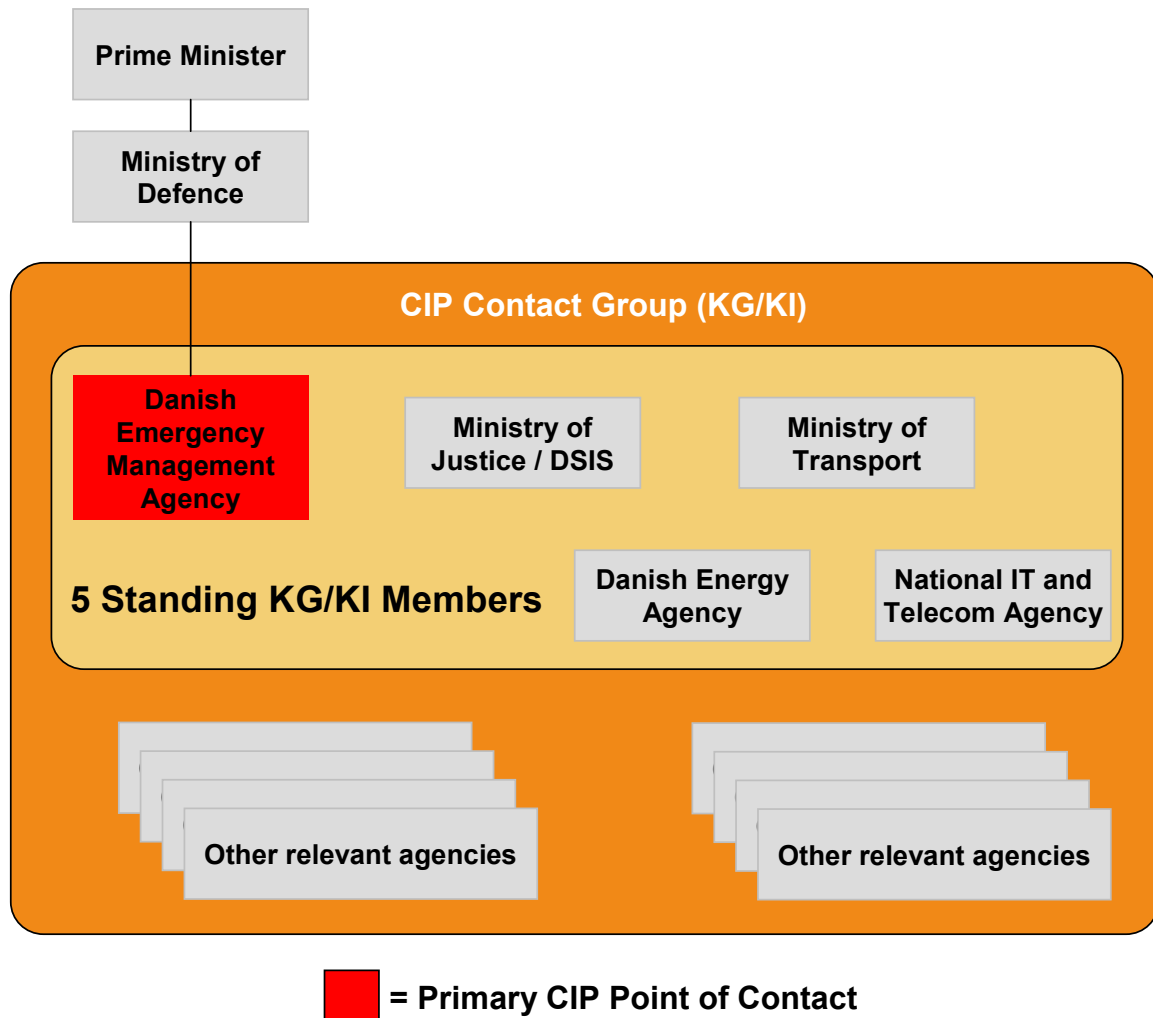 Prime Minister
Ministry of
Defence
CIP Contact Group (KG/KI)
Danish
Emergency
Management
Agency
Ministry of
Justice / DSIS
Ministry of
Transport
5 Standing KG/KI Members
Danish Energy
Agency
National IT and
Telecom Agency
Other relevant agencies
Other relevant agencies
= Primary CIP Point of Contact